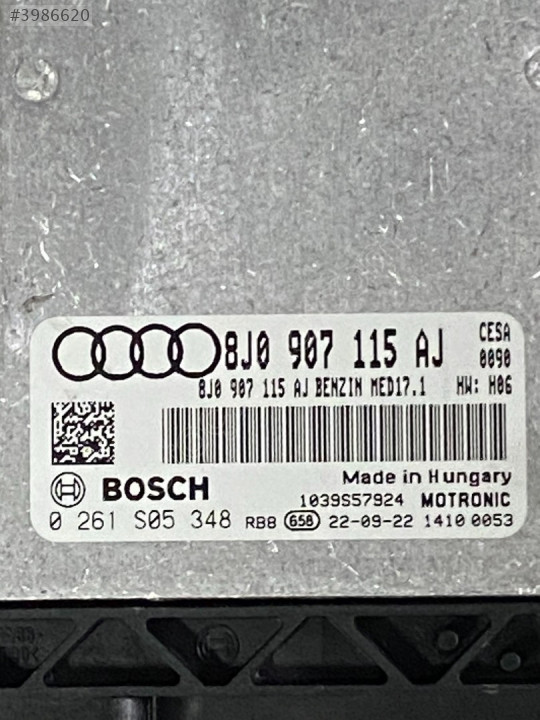 #3986620
8J0 907 115 AJ
CESA
0090
8J0 907 115 AJ BENZIN MED17.1 HW: H06
BOSCH
Made in Hungary
1039S57924 MOTRONIC
0 261 S05 348 RB8 658 22-09-22 1410 0053